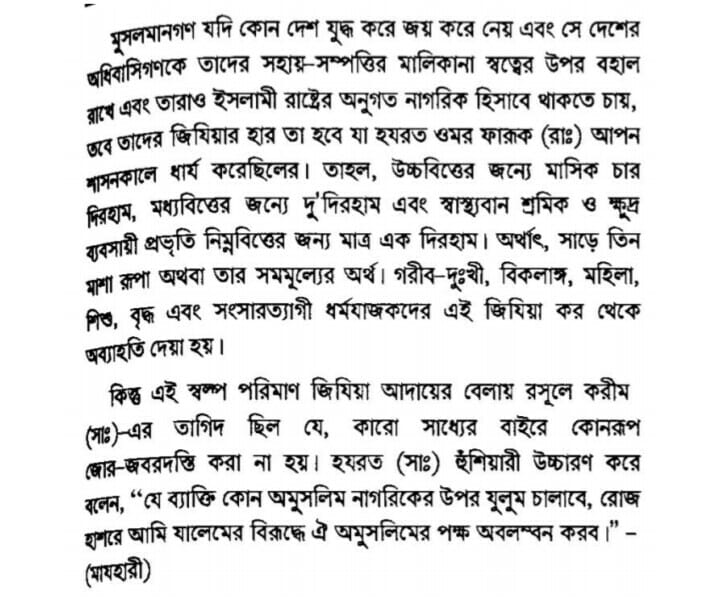 মুসলমানগণ যদি কোন দেশ যুদ্ধ করে জয় করে নেয় এবং সে দেশের
অধিবাসিগণকে তাদের সহায়-সম্পত্তির মালিকানা স্বত্বের উপর বহাল
রাখে এবং তারাও ইসলামী রাষ্ট্রের অনুগত নাগরিক হিসাবে থাকতে চায়,
তবে তাদের জিযিয়ার হার তা হবে যা হযরত ওমর ফারূক (রাঃ) আপন
শাসনকালে ধার্য করেছিলের। তাহল, উচ্চবিত্তের জন্যে মাসিক চার
দিরহাম, মধ্যবিত্তের জন্যে দু'দিরহাম এবং স্বাস্থ্যবান শ্রমিক ও ক্ষুদ্র
ব্যবসায়ী প্রভৃতি নিম্নবিত্তের জন্য মাত্র এক দিরহাম। অর্থাৎ, সাড়ে তিন
মাশা রূপা অথবা তার সমমূল্যের অর্থ। গরীব-দুঃখী, বিকলাঙ্গ, মহিলা,
শিশু, বৃদ্ধ এবং সংসারত্যাগী ধর্মযাজকদের এই জিযিয়া কর থেকে
অব্যাহতি দেয়া হয়।
কিন্তু এই স্বল্প পরিমাণ জিযিয়া আদায়ের বেলায় রসূলে করীম
(সাঃ)-এর তাগিদ ছিল যে, কারো সাধ্যের বাইরে কোনরূপ
জোর-জবরদস্তি করা না হয়। হযরত (সাঃ) হুঁশিয়ারী উচ্চারণ করে
বলেন, “যে ব্যাক্তি কোন অমুসলিম নাগরিকের উপর যুলুম চালাবে, রোজ
হাশরে আমি যালেমের বিরূদ্ধে ঐ অমুসলিমের পক্ষ অবলম্বন করব।” –
(মাযহারী)